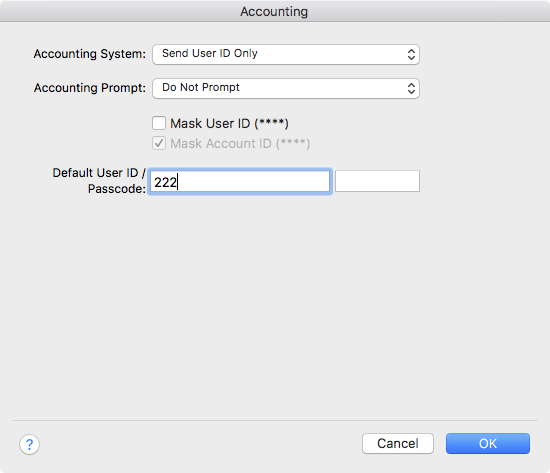 Accounting
Accounting System: Send User ID Only
Accounting Prompt: Do Not Prompt
Mask User ID (****)
Mask Account ID (****)
Default User ID /
Passcode: 222
? Cancel OK